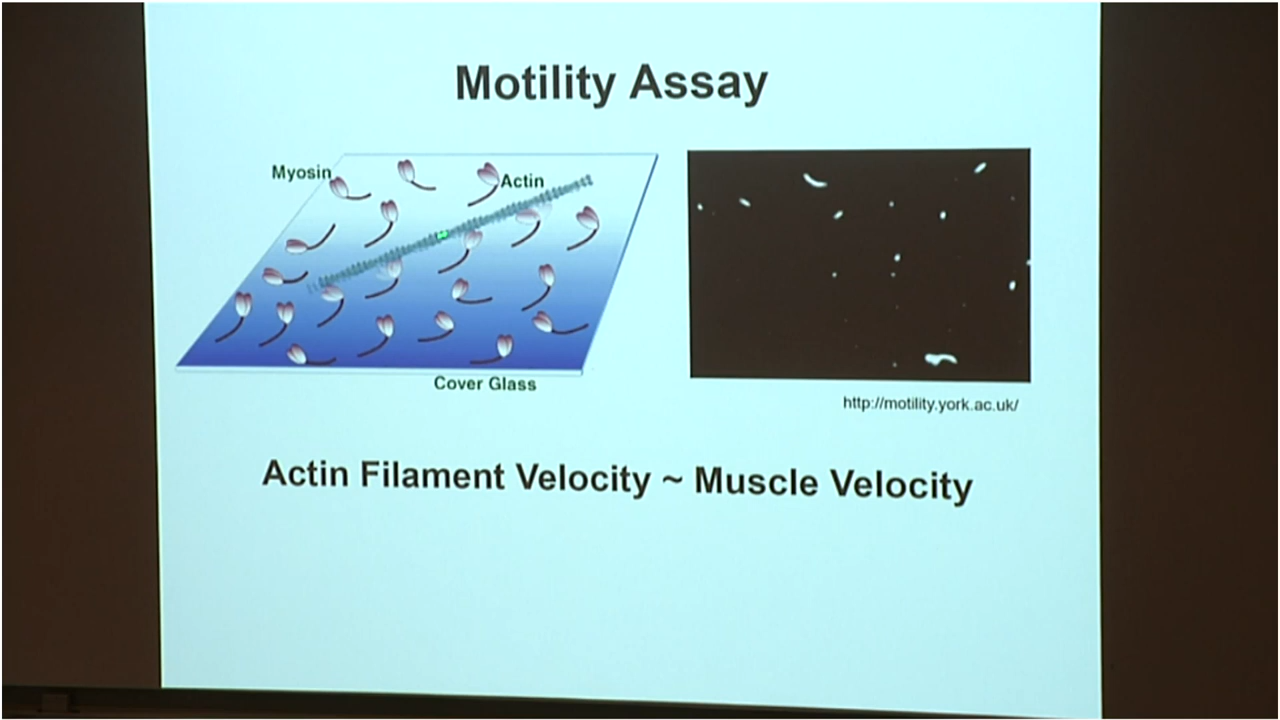 Motility Assay
Myosin
Actin
Cover Glass
http://motility.york.ac.uk/
Actin Filament Velocity ~ Muscle Velocity